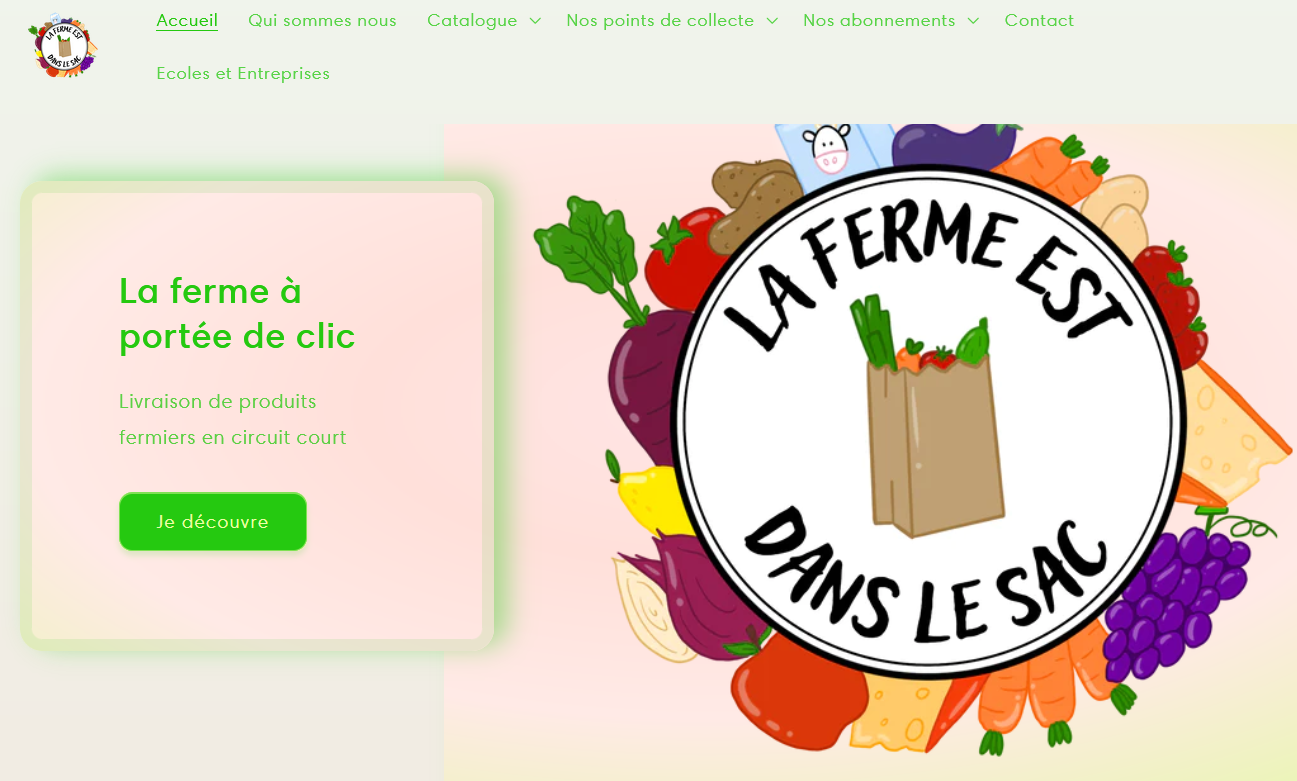 LA FERME EST
DANS LE SAC
Accueil
Qui sommes nous
Catalogue
Nos points de collecte
Nos abonnements
Contact
Ecoles et Entreprises
La ferme à
portée de clic
Livraison de produits
fermiers en circuit court
Je découvre
LA FERME EST
DANS LE SAC